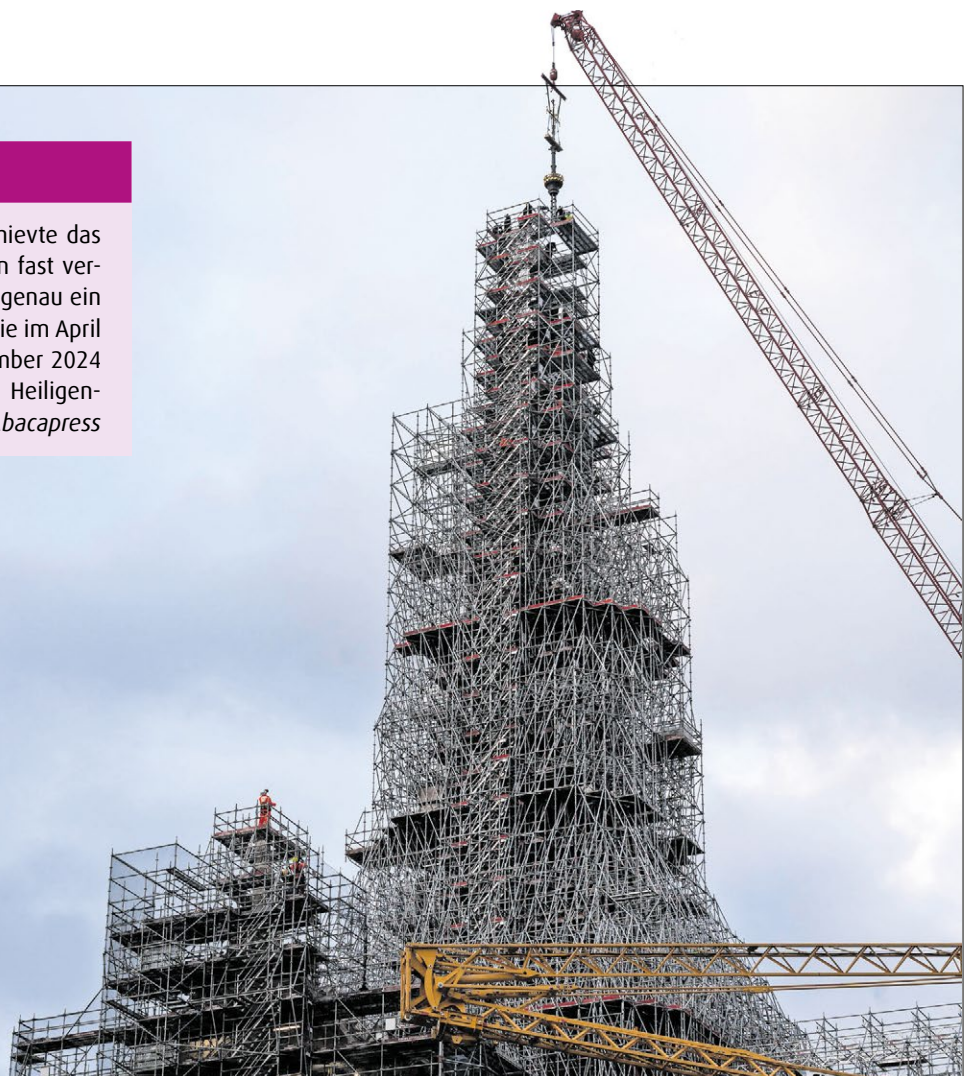 hievte das
n fast ver-
genau ein
ie im April
mber 2024
Heiligen-
bacapress